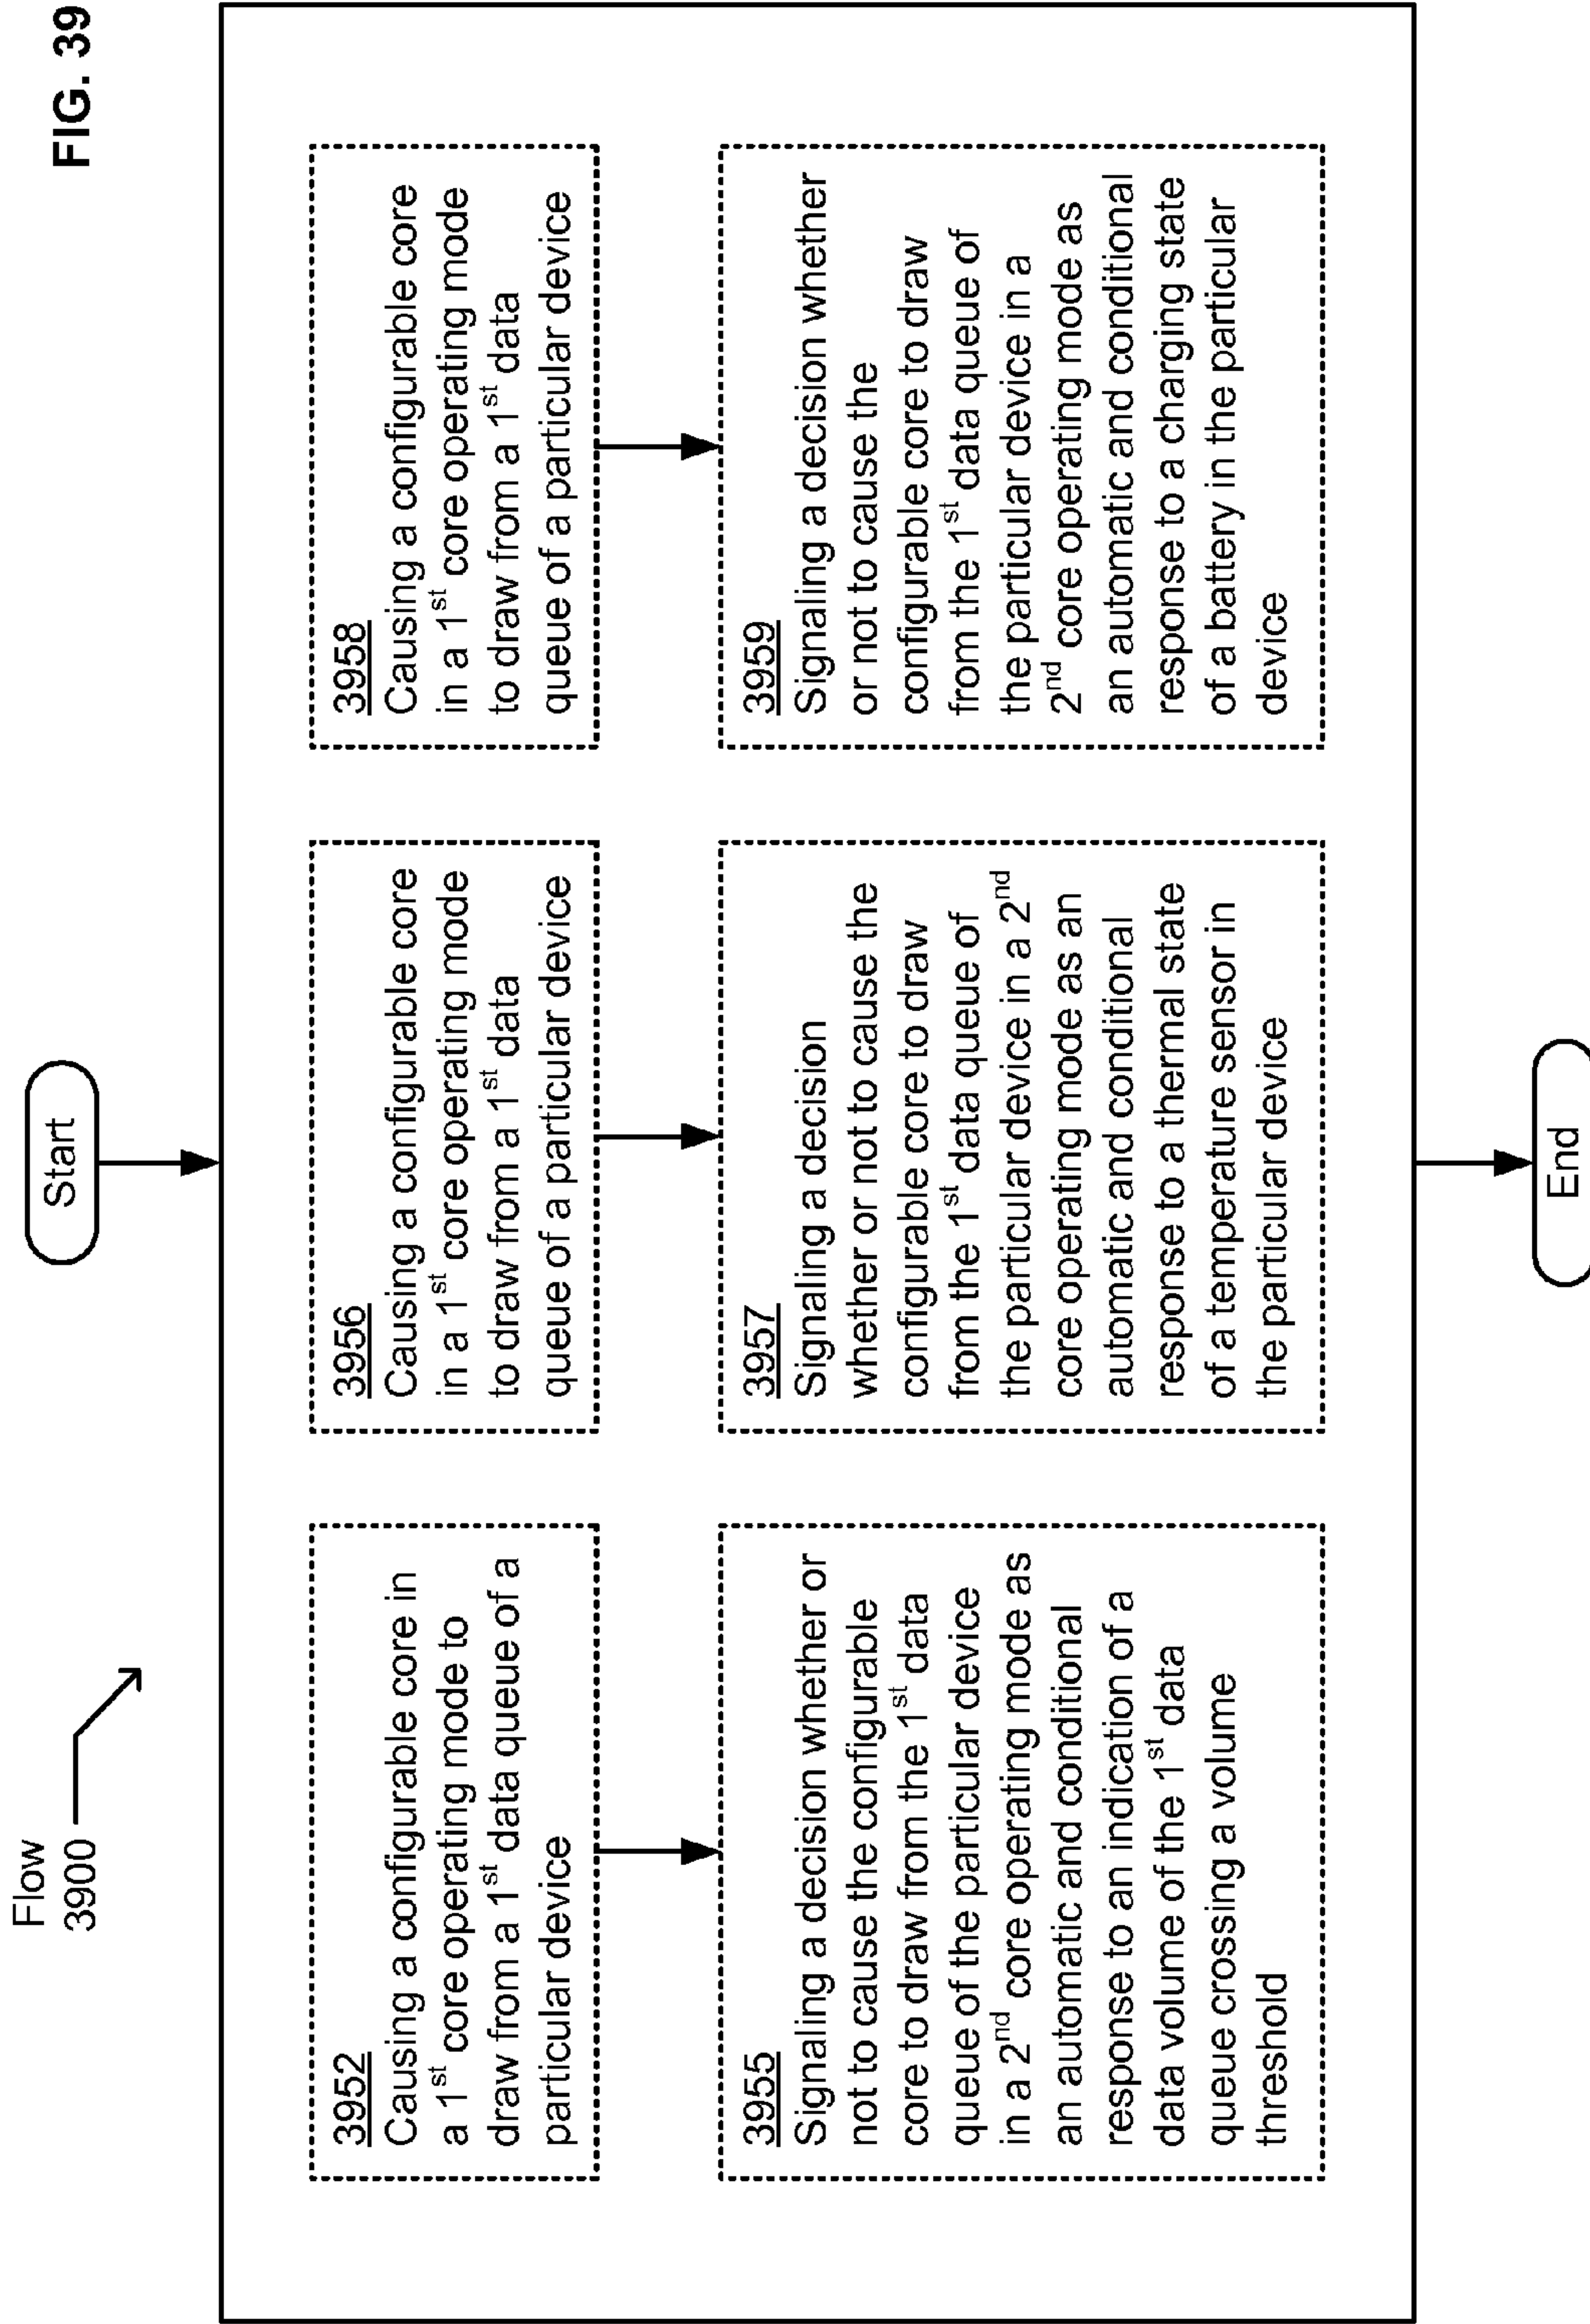 FIG. 39
Flow
3900
Start
3952
Causing a configurable core in
a 1st core operating mode to
draw from a 1st data queue of a
particular device
3955
Signaling a decision whether or
not to cause the configurable
core to draw from the 1st data
queue of the particular device
in a 2nd core operating mode as
an automatic and conditional
response to an indication of a
data volume of the 1st data
queue crossing a volume
threshold
3956
Causing a configurable core
in a 1st core operating mode
to draw from a 1st data
queue of a particular device
3957
Signaling a decision
whether or not to cause the
configurable core to draw
from the 1st data queue of
the particular device in a 2nd
core operating mode as an
automatic and conditional
response to a thermal state
of a temperature sensor in
the particular device
3958
Causing a configurable core
in a 1st core operating mode
to draw from a 1st data
queue of a particular device
3959
Signaling a decision whether
or not to cause the
configurable core to draw
from the 1st data queue of
the particular device in a
2nd core operating mode as
an automatic and conditional
response to a charging state
of a battery in the particular
device
End